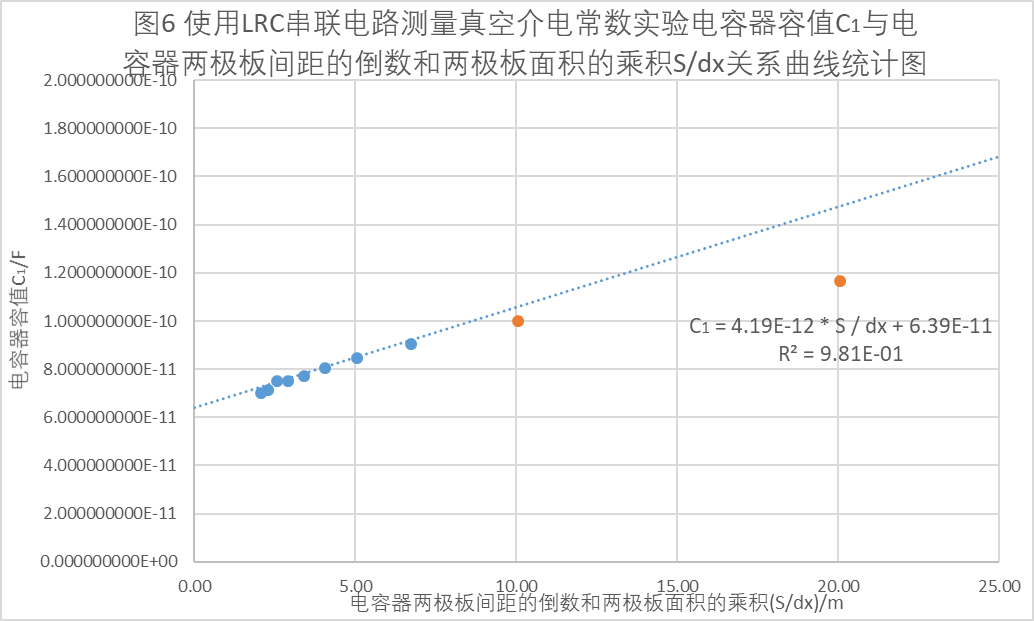 图6 使用LRC串联电路测量真空介电常数实验电容器容值C₁与电
容器两极板间距的倒数和两极板面积的乘积S/dx关系曲线统计图
2.000000000E-10
1.800000000E-10
1.600000000E-10
1.400000000E-10
1.200000000E-10
1.000000000E-10
8.000000000E-11
6.000000000E-11
4.000000000E-11
2.000000000E-11
0.000000000E+00
电容器容值C₁/F
C₁ = 4.19E-12 * S / dx + 6.39E-11
R² = 9.81E-01
0.00
5.00
10.00
15.00
20.00
25.00
电容器两极板间距的倒数和两极板面积的乘积(S/dx)/m